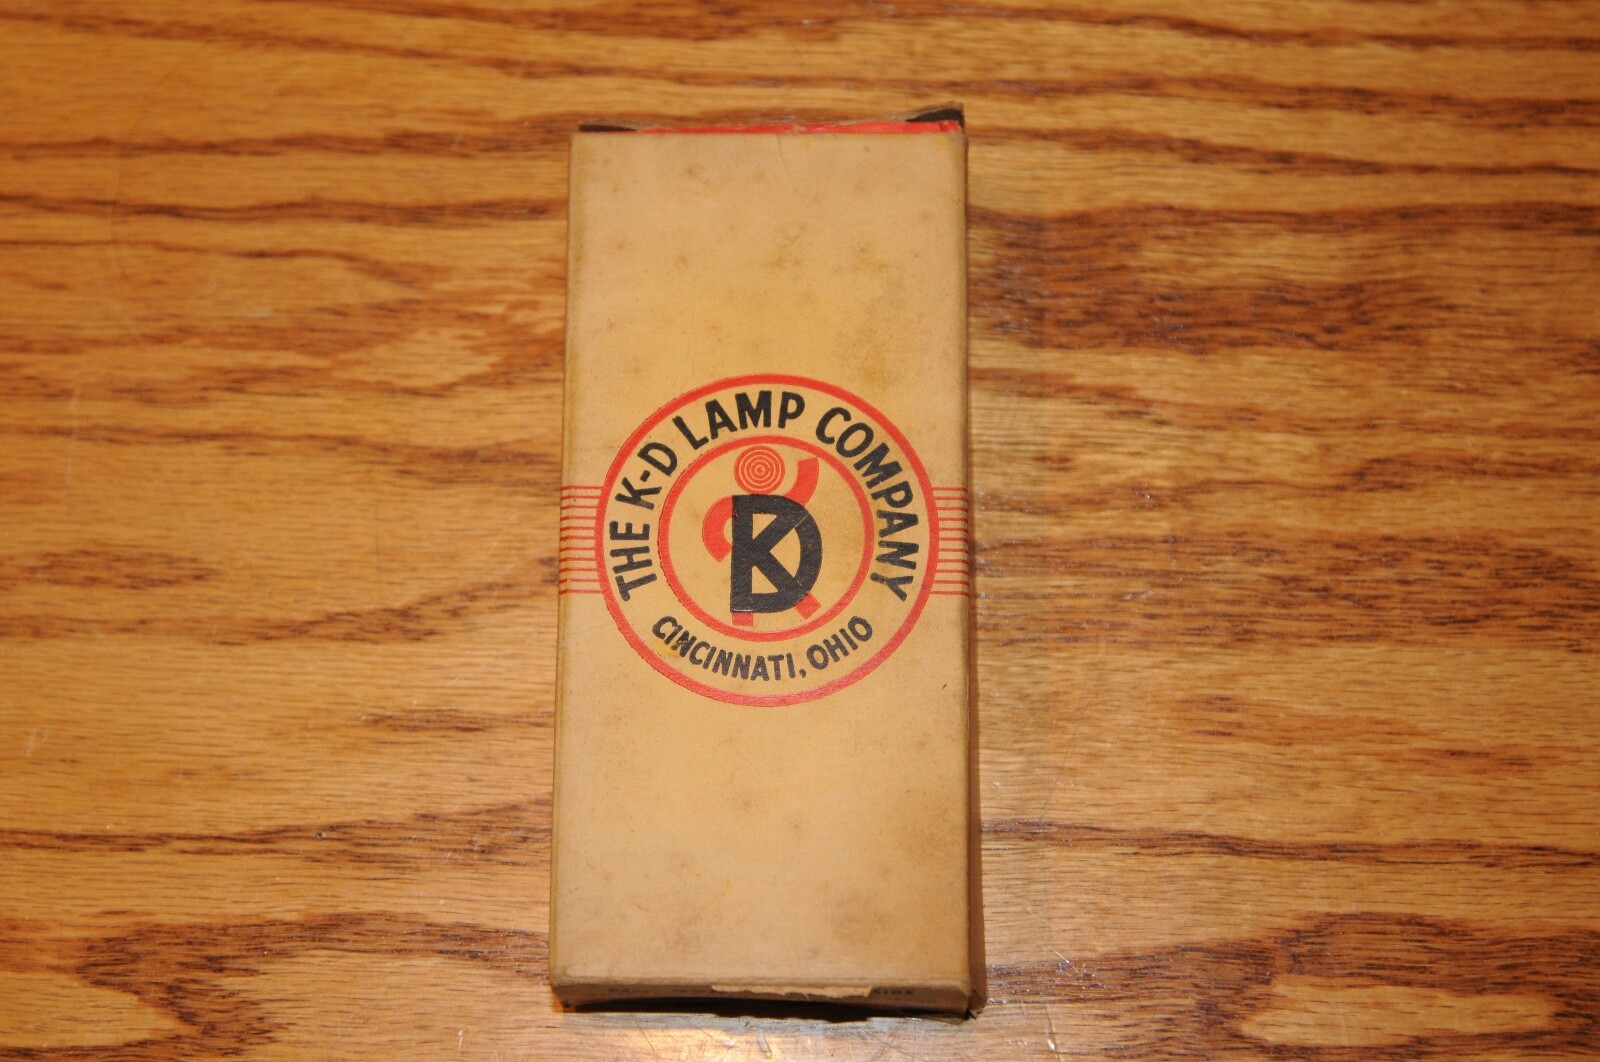 THE K-D LAMP COMPANY
KD
CINCINNATI, OHIO